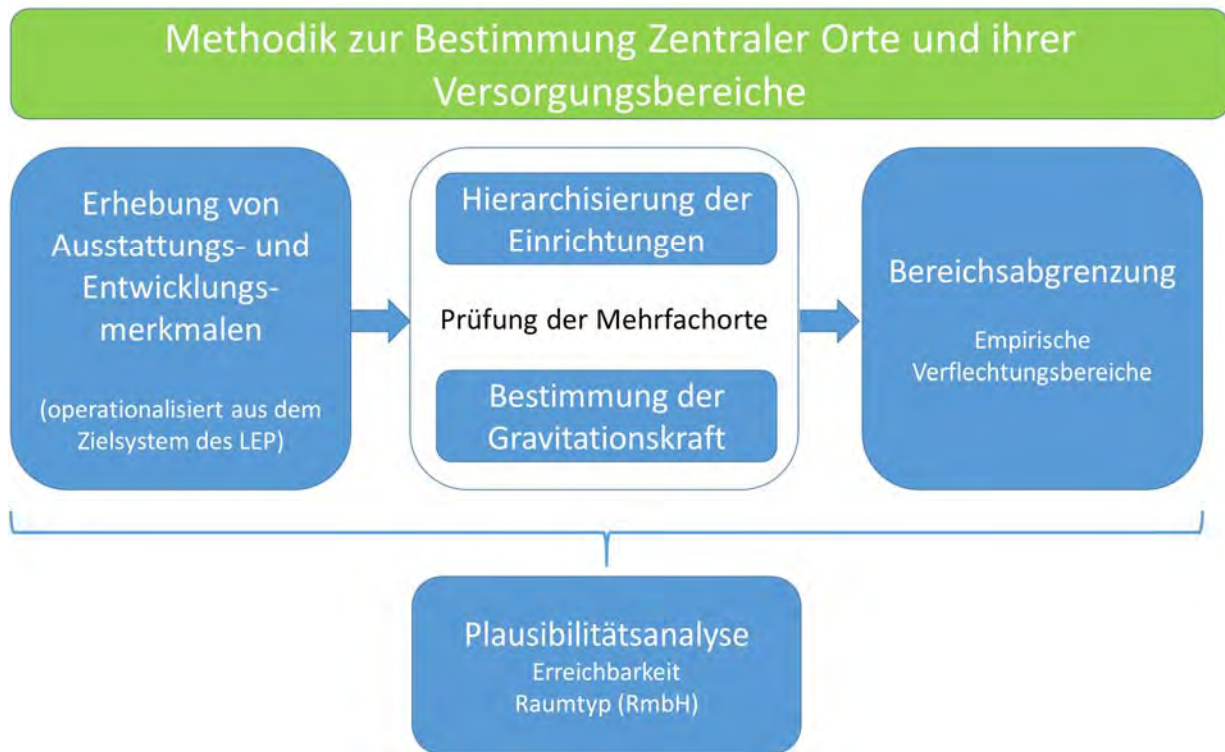 Methodik zur Bestimmung Zentraler Orte und ihrer
Versorgungsbereiche
Erhebung von
Ausstattungs- und
Entwicklungs-
merkmalen
(operationalisiert aus dem
Zielsystem des LEP)
Hierarchisierung der
Einrichtungen
Prüfung der Mehrfachorte
Bestimmung der
Gravitationskraft
Bereichsabgrenzung
Empirische
Verflechtungsbereiche
Plausibilitätsanalyse
Erreichbarkeit
Raumtyp (RmbH)